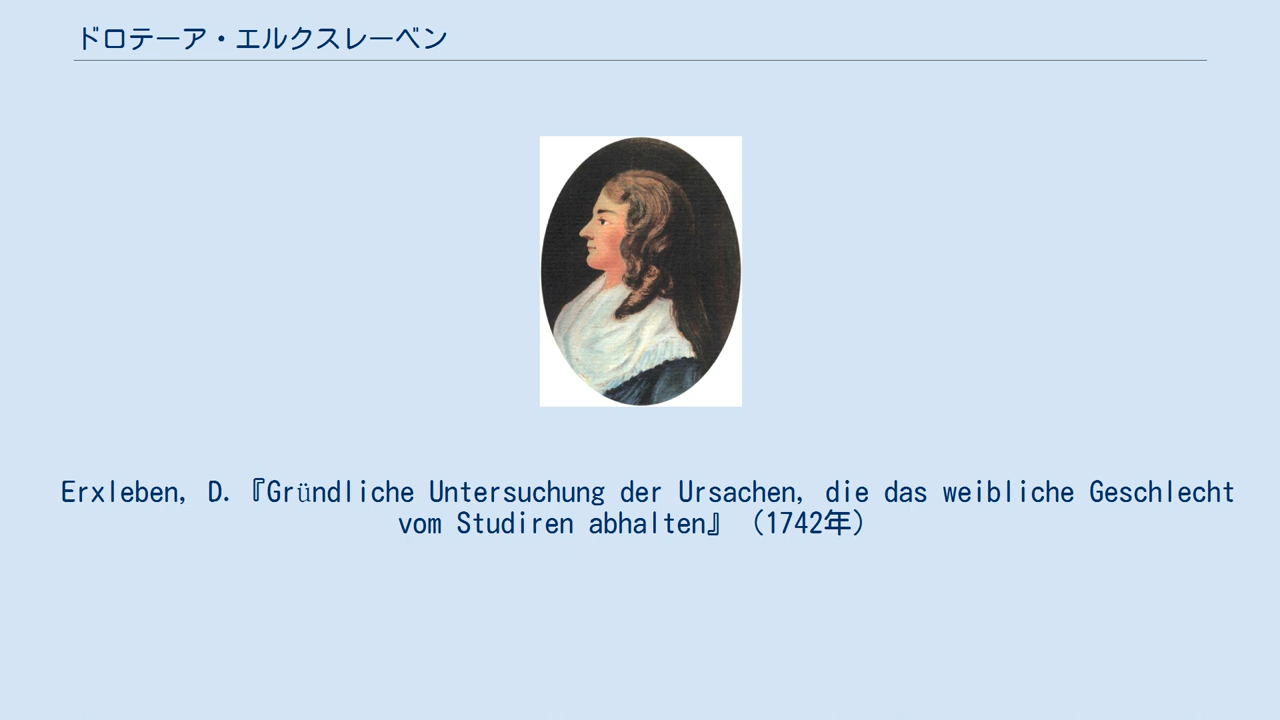 ドロテーア・エルクスレーベン
Erxleben, D.『Gründliche Untersuchung der Ursachen, die das weibliche Geschlecht
vom Studiren abhalten』（1742年）